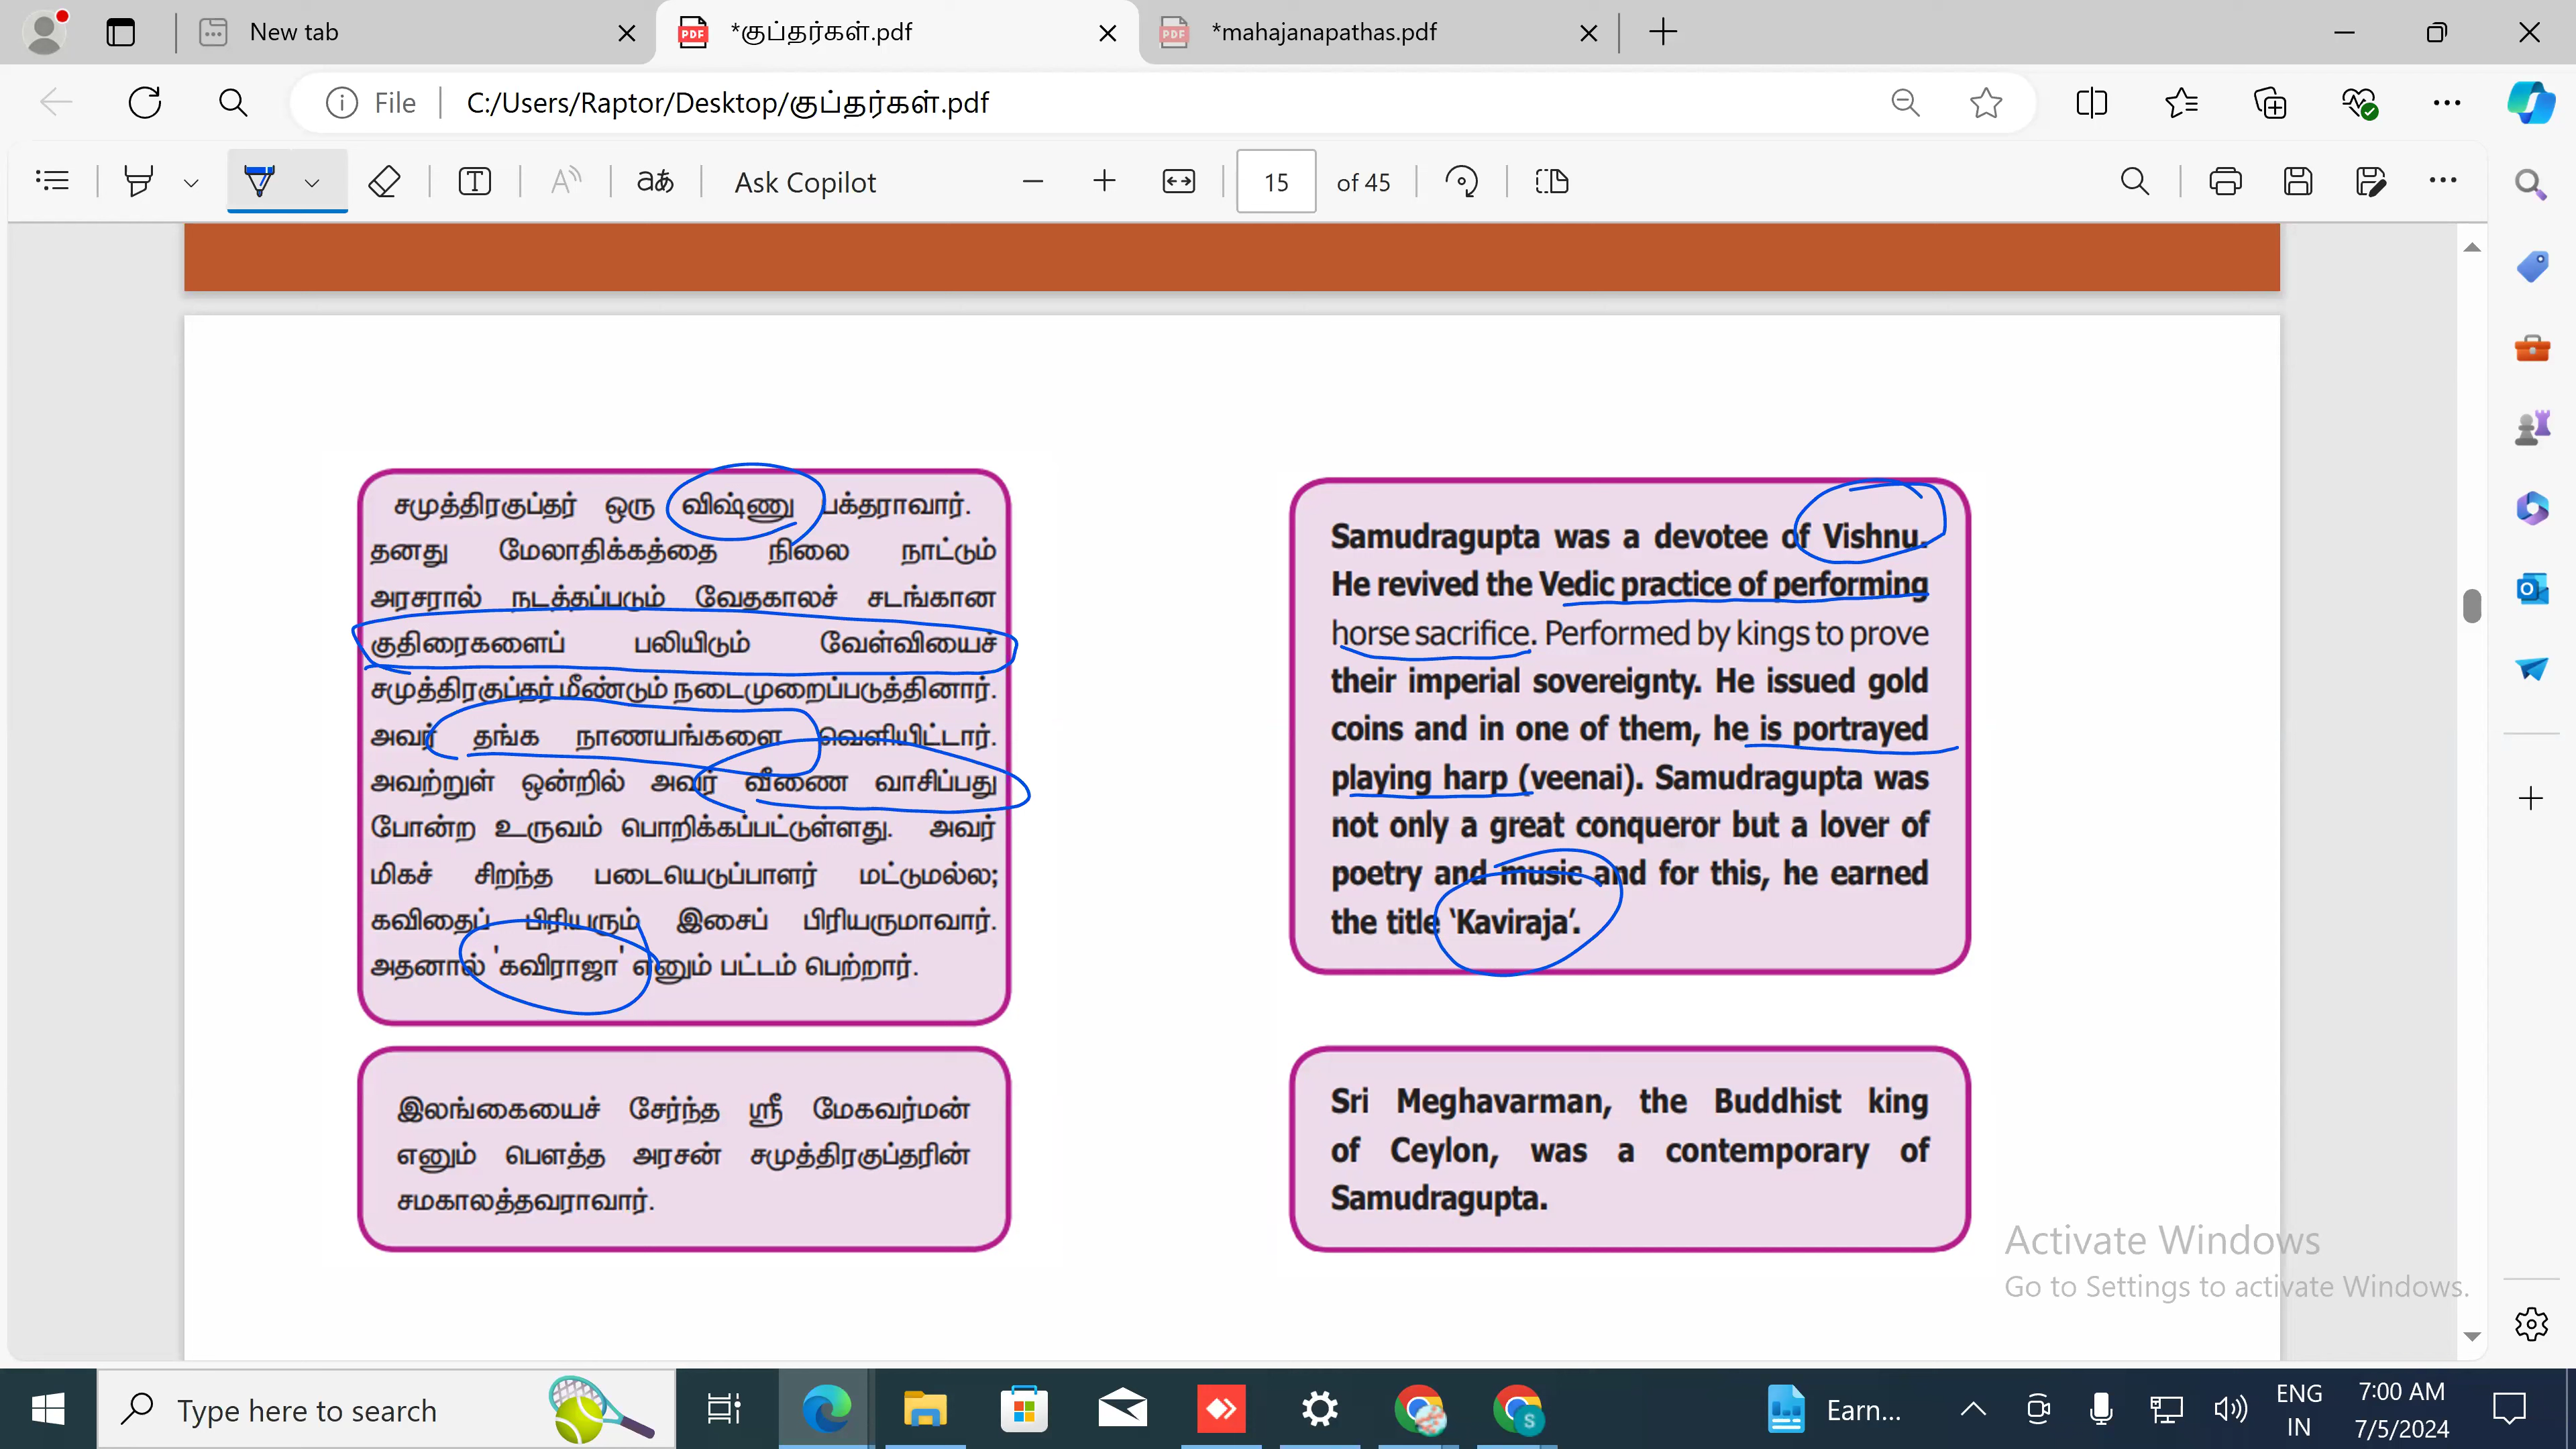 New tab
*குப்தர்கள்.pdf
*mahajanapathas.pdf
File
C:/Users/Raptor/Desktop/குப்தர்கள்.pdf
Ask Copilot
15 of 45
சமுத்திரகுப்தர் ஒரு விஷ்ணு பக்தராவார்.
தனது மேலாதிக்கத்தை நிலை நாட்டும்
அரசரால் நடத்தப்படும் வேதகாலச் சடங்கான
குதிரைகளைப் பலியிடும் வேள்வியைச்
சமுத்திரகுப்தர் மீண்டும் நடைமுறைப்படுத்தினார்.
அவர் தங்க நாணயங்களை வெளியிட்டார்.
அவற்றுள் ஒன்றில் அவர் வீணை வாசிப்பது
போன்ற உருவம் பொறிக்கப்பட்டுள்ளது. அவர்
மிகச் சிறந்த படையெடுப்பாளர் மட்டுமல்ல;
கவிதைப் பிரியரும் இசைப் பிரியருமாவார்.
அதனால் 'கவிராஜா' எனும் பட்டம் பெற்றார்.
இலங்கையைச் சேர்ந்த ஸ்ரீ மேகவர்மன்
எனும் பௌத்த அரசன் சமுத்திரகுப்தரின்
சமகாலத்தவராவார்.
Samudragupta was a devotee of Vishnu.
He revived the Vedic practice of performing
horse sacrifice. Performed by kings to prove
their imperial sovereignty. He issued gold
coins and in one of them, he is portrayed
playing harp (veenai). Samudragupta was
not only a great conqueror but a lover of
poetry and music and for this, he earned
the title ‘Kaviraja’.
Sri Meghavarman, the Buddhist king
of Ceylon, was a contemporary of
Samudragupta.
Activate Windows
Go to Settings to activate Windows.
Type here to search
Earn...
ENG
IN
7:00 AM
7/5/2024